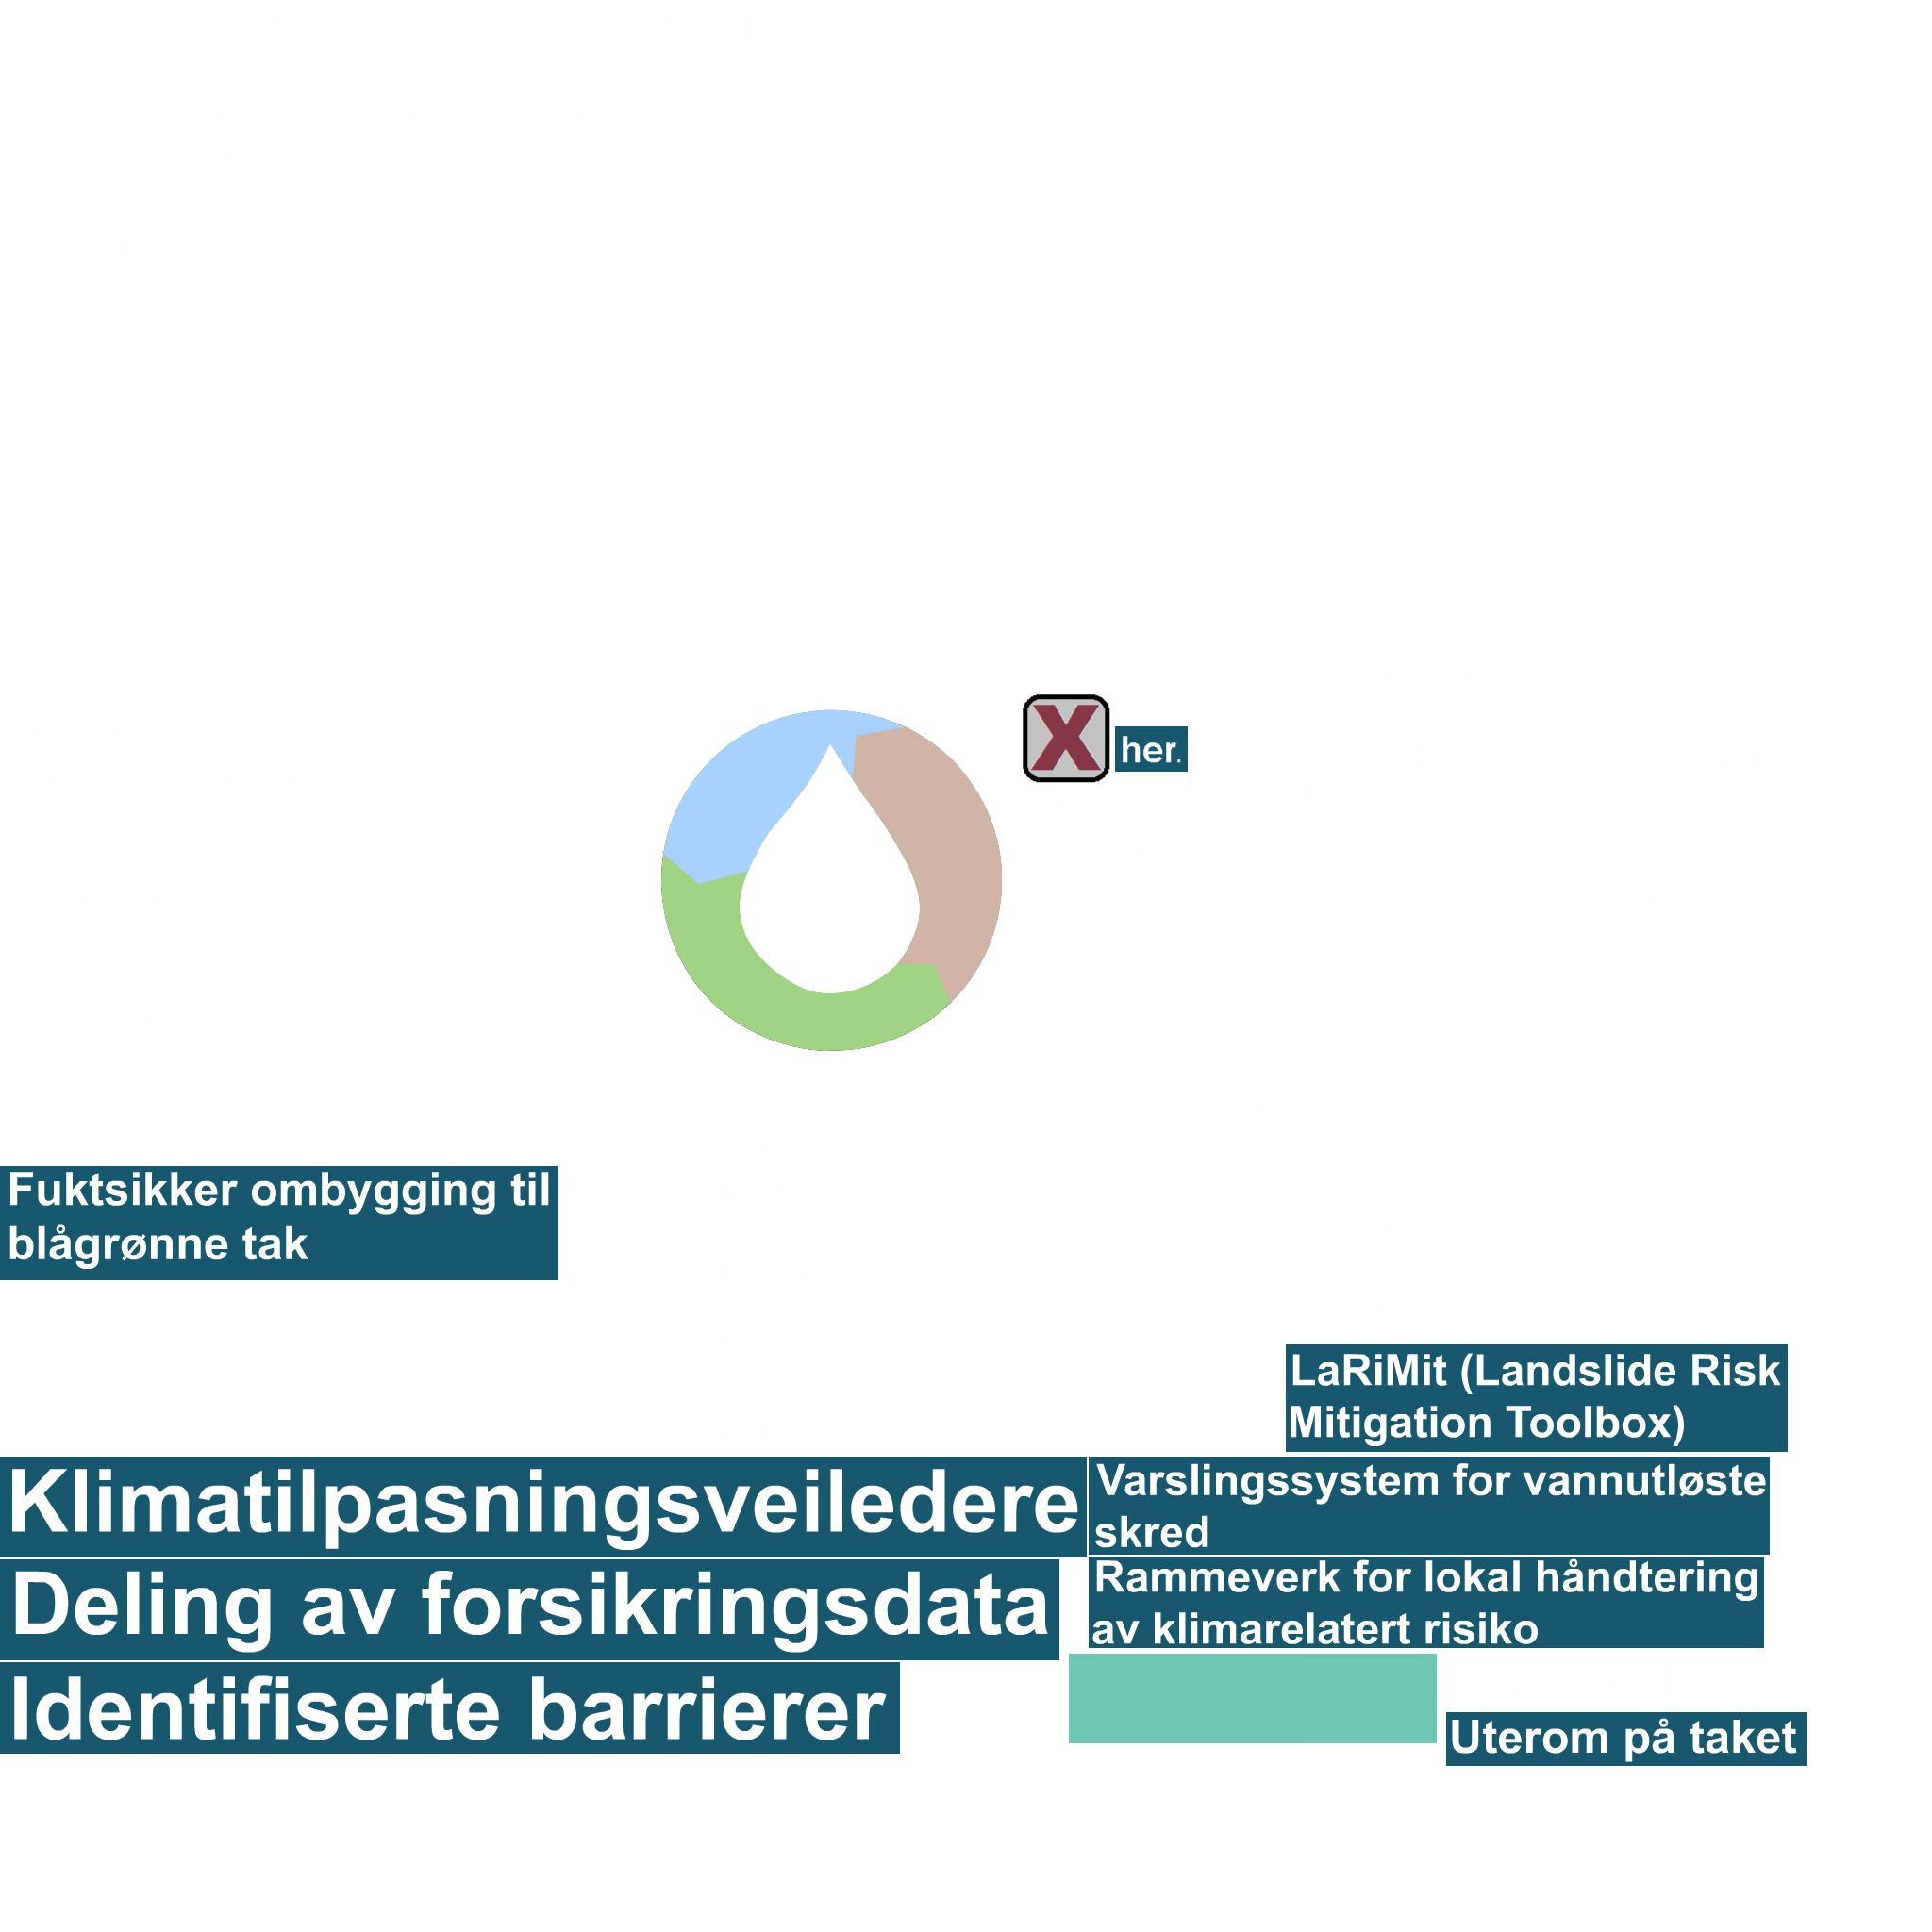 X
her.
Fuktsikker ombygging til
blågrønne tak
LaRiMit (Landslide Risk
Mitigation Toolbox)
Klimatilpasningsveiledere
Varslingssystem for vannutløste
skred
Deling av forsikringsdata
Rammeverk for lokal håndtering
av klimarelatert risiko
Identifiserte barrierer
Uterom på taket